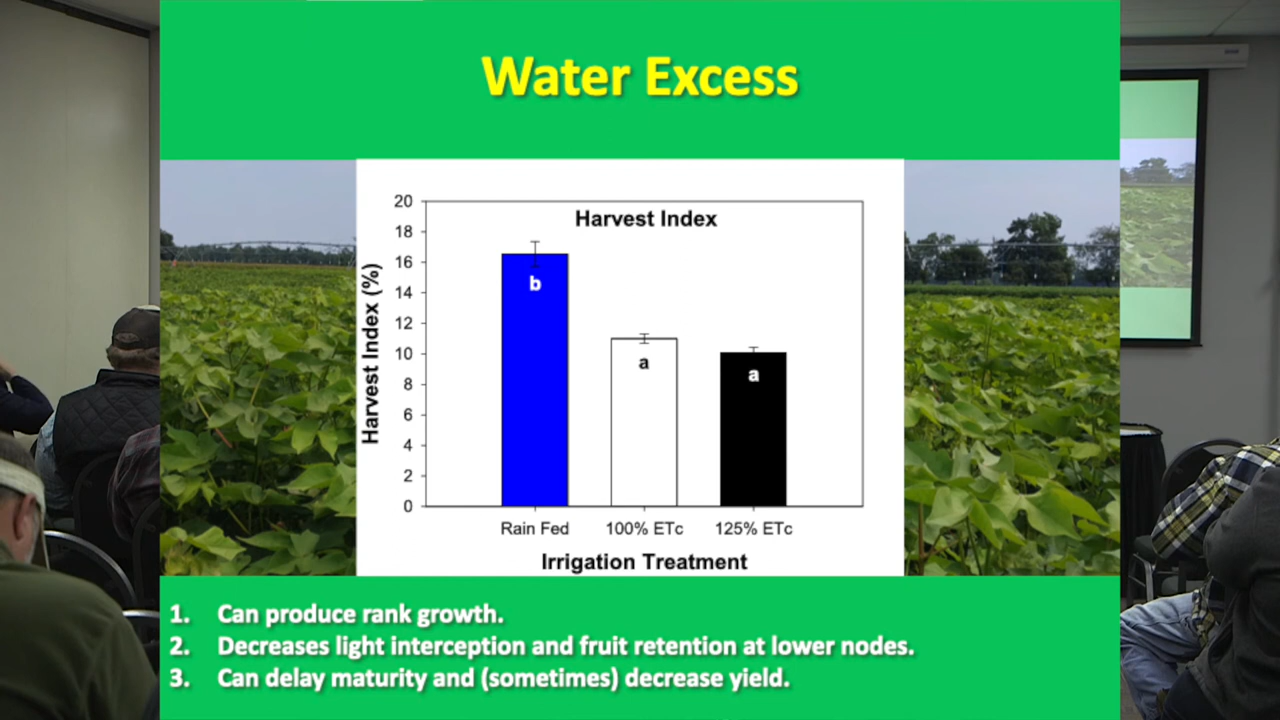 Water Excess
Harvest Index
20
18
16
14
12
10
8
6
4
2
0
Harvest Index (%)
b
a
a
Rain Fed 100% ETc 125% ETc
Irrigation Treatment
1. Can produce rank growth.
2. Decreases light interception and fruit retention at lower nodes.
3. Can delay maturity and (sometimes) decrease yield.